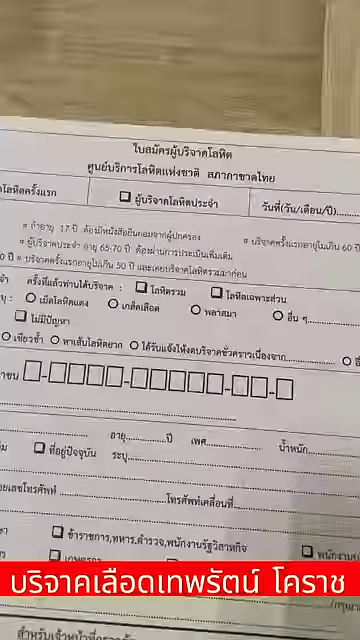 ใบสมัครผู้บริจาคโลหิต
ศูนย์บริการโลหิตแห่งชาติ สภากาชาดไทย
โลหิตครั้งแรก ผู้บริจาคโลหิตประจำ วันที่(วัน/เดือน/ปี)
ถ้าอายุ 17 ปี ต้องมีหนังสือยินยอมจากผู้ปกครอง
ผู้บริจาคประจำ อายุ 65-70 ปี ต้องผ่านการประเมินเพิ่มเติม บริจาคครั้งแรกอายุไม่เกิน 60 ปี
บริจาคครั้งแรกอายุไม่เกิน 50 ปี และเคยบริจาคโลหิตรวมมาก่อน
ครั้งที่แล้วท่านได้บริจาค : โลหิตรวม โลหิตเฉพาะส่วน
เม็ดโลหิตแดง เกล็ดเลือด พลาสมา อื่น ๆ
ไม่มีปัญหา
เขียวช้ำ หาเส้นโลหิตยาก ได้รับแจ้งให้งดบริจาคชั่วคราวเนื่องจาก
อายุ ปี เพศ น้ำหนัก
ที่อยู่ปัจจุบัน ระบุ
เลขโทรศัพท์ โทรศัพท์เคลื่อนที่
ข้าราชการ,ทหาร,ตำรวจ,พนักงานรัฐวิสาหกิจ
เกษตรกร
บริจาคเลือดเทพรัตน์ โคราช